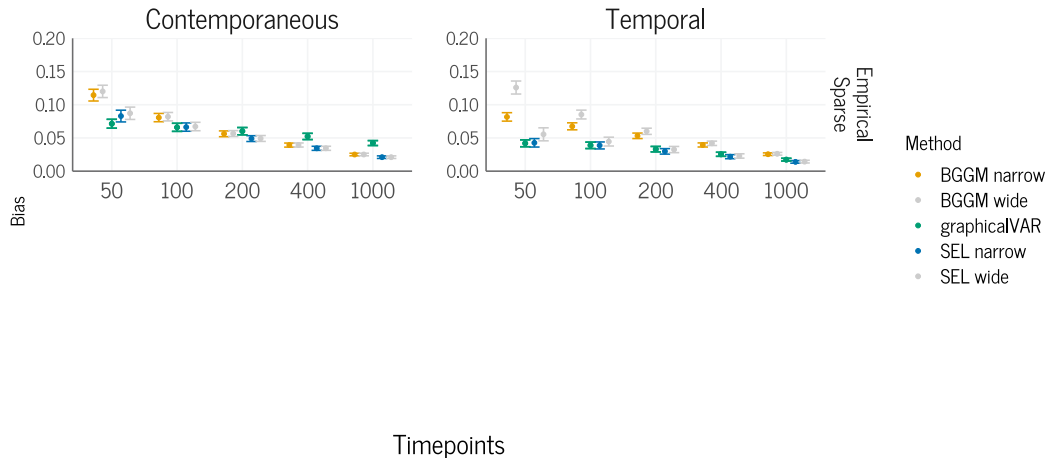 Contemporaneous
Temporal
0.20
0.15
0.10
0.05
0.00
50 100 200 400 1000
0.20
0.15
0.10
0.05
0.00
50 100 200 400 1000
Empirical
Sparse
Bias
Timepoints
Method
BGGM narrow
BGGM wide
graphicalVAR
SEL narrow
SEL wide